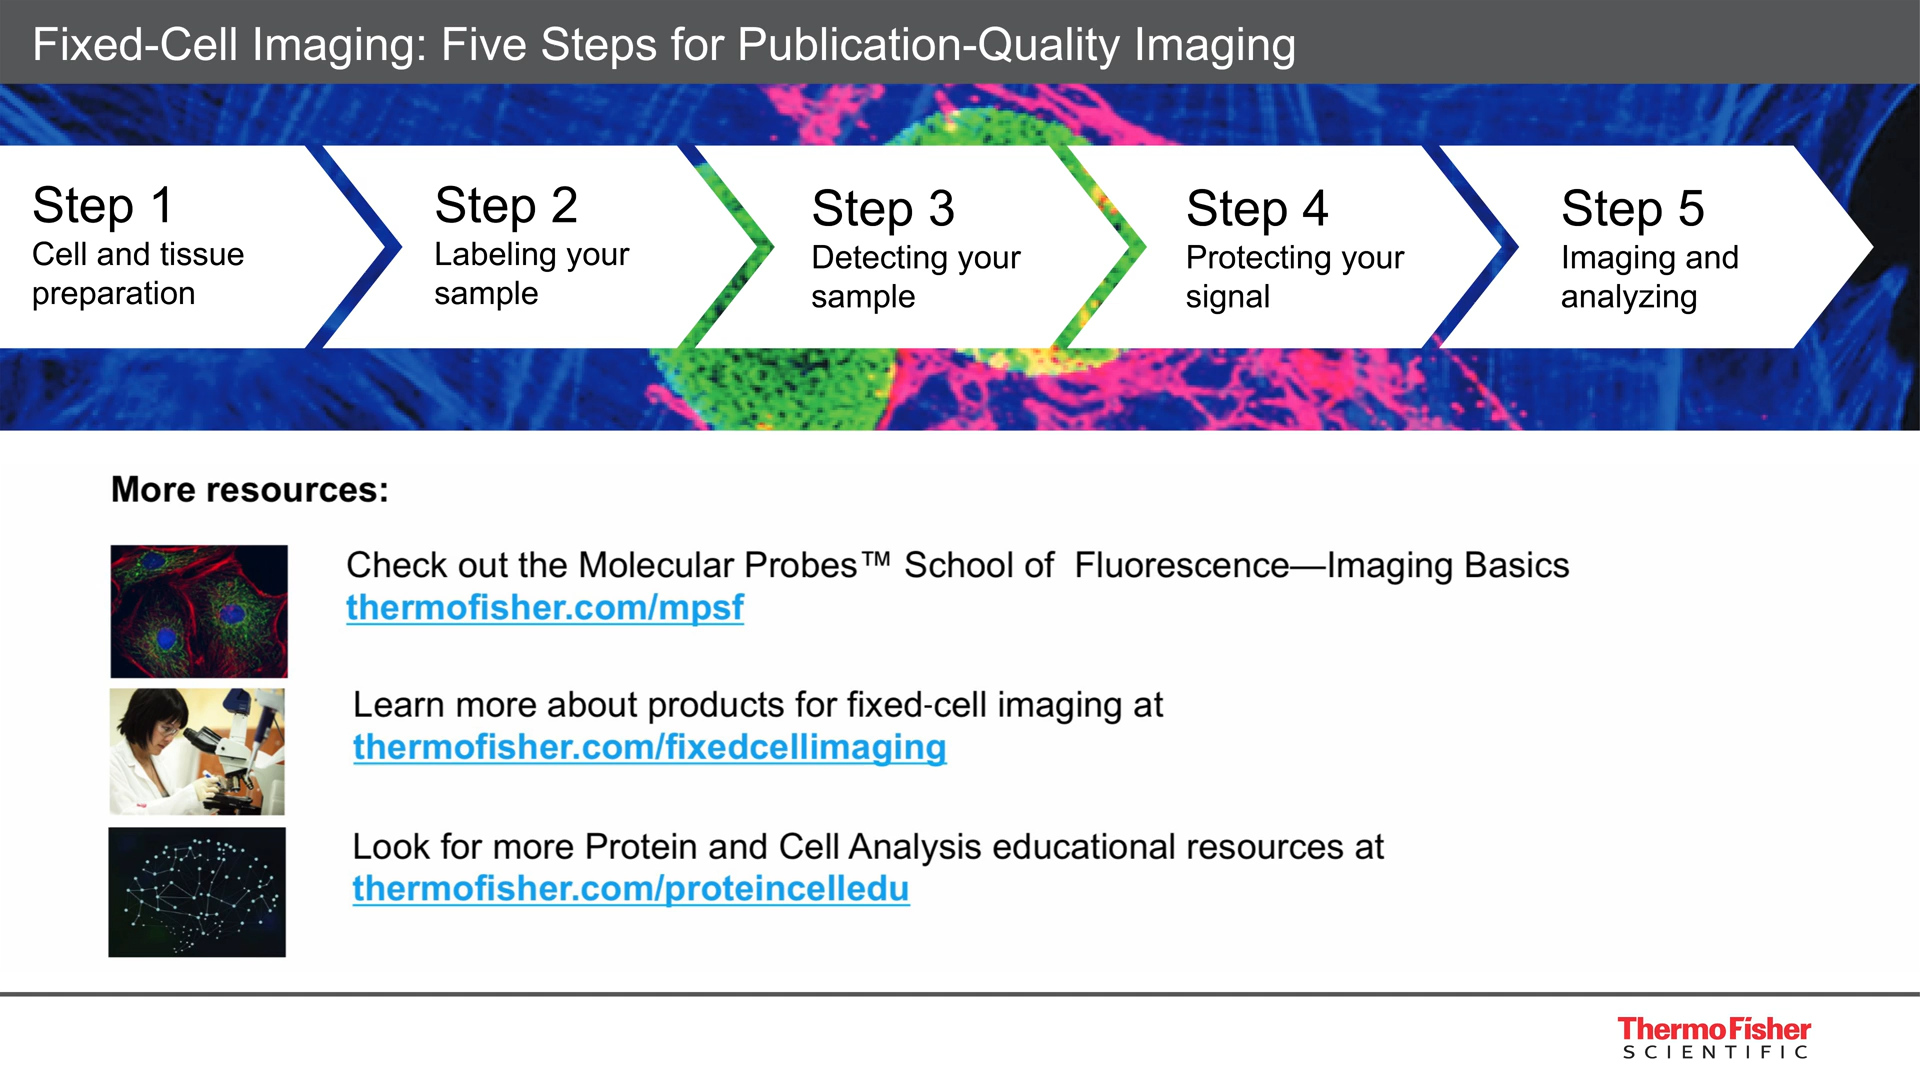 Fixed-Cell Imaging: Five Steps for Publication-Quality Imaging
Step 1
Cell and tissue
preparation
Step 2
Labeling your
sample
Step 3
Detecting your
sample
Step 4
Protecting your
signal
Step 5
Imaging and
analyzing
More resources:
Check out the Molecular Probes™ School of Fluorescence—Imaging Basics
thermofisher.com/mpsf
Learn more about products for fixed-cell imaging at
thermofisher.com/fixedcellimaging
Look for more Protein and Cell Analysis educational resources at
thermofisher.com/proteincelledu
ThermoFisher
SCIENTIFIC